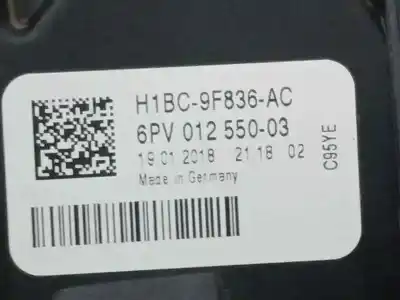 H1BC-9F836-AC
6PV 012 550-03
19 01 2018 21 18 02
Made in Germany
C95YE